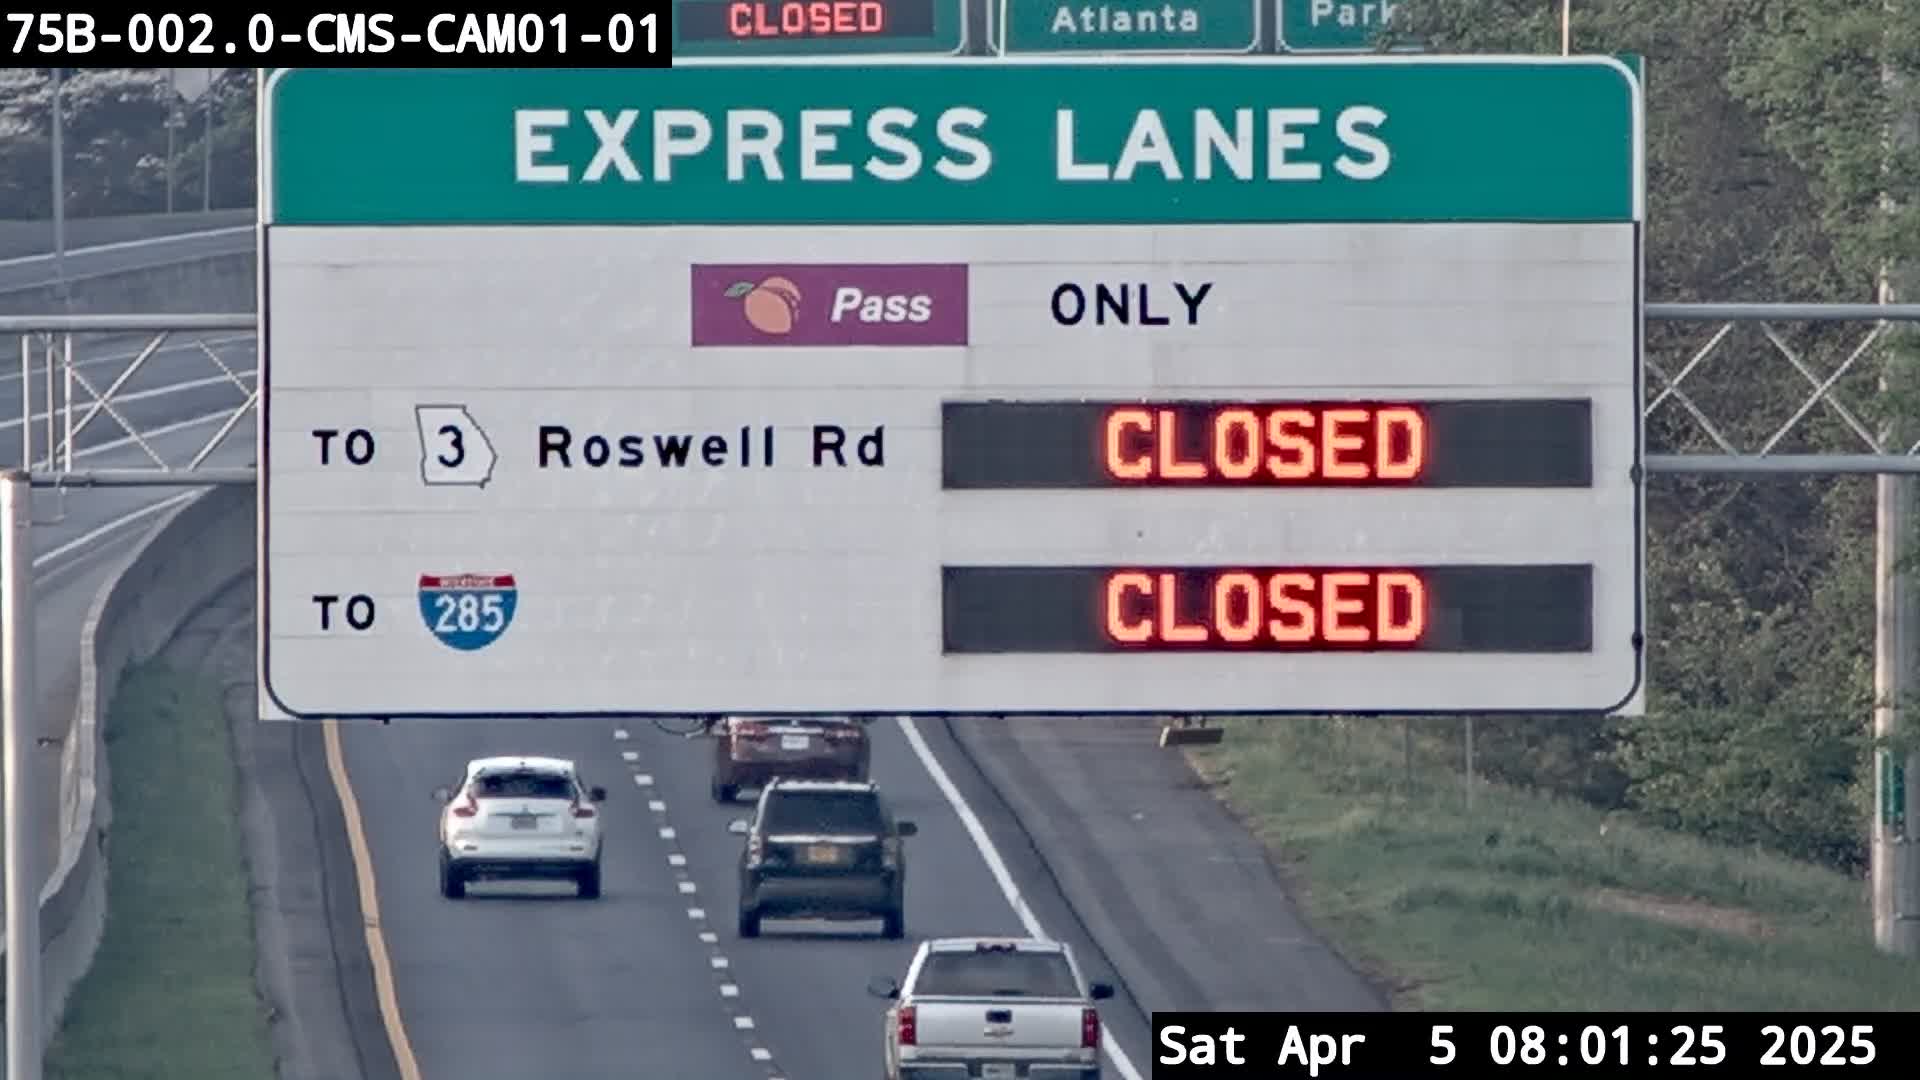 75B-002.0-CMS-CAM01-01
CLOSED
Atlanta
Park
EXPRESS LANES
Pass ONLY
TO 3 Roswell Rd CLOSED
TO INTERSTATE 285 CLOSED
Sat Apr 5 08:01:25 2025